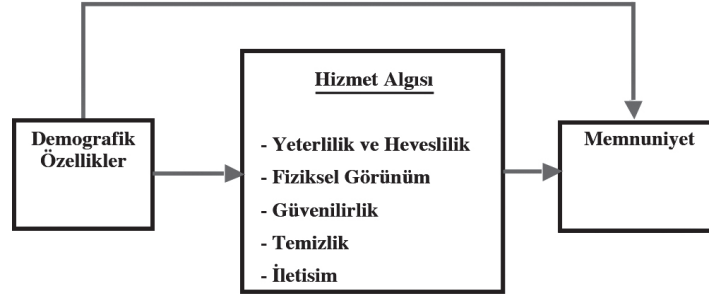 Demografik
Özellikler
Hizmet Algısı
- Yeterlilik ve Heveslilik
- Fiziksel Görünüm
- Güvenilirlik
- Temizlik
- İletisim
Memnuniyet